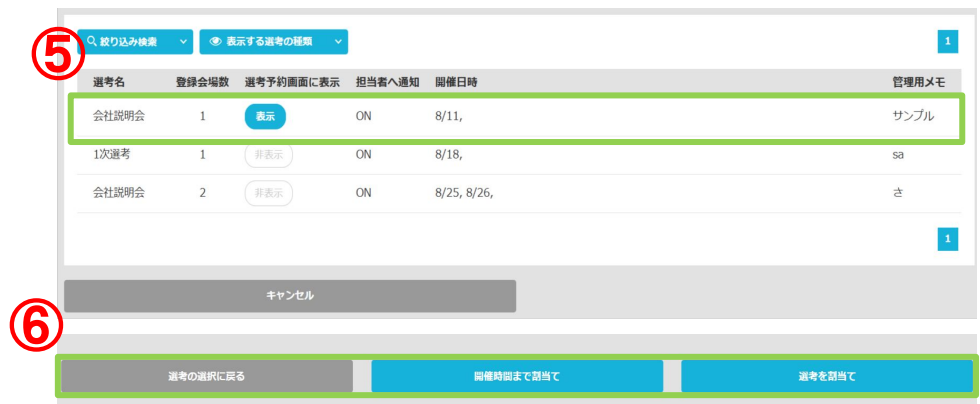 ⑤
絞り込み検索 表示する選考の種類 1
選考名 登録会場数 選考予約画面に表示 担当者へ通知 開催日時 管理用メモ
会社説明会 1 表示 ON 8/11, サンプル
1次選考 1 非表示 ON 8/18, sa
会社説明会 2 非表示 ON 8/25, 8/26, さ
1
キャンセル
⑥
選考の選択に戻る 開催時間まで割当て 選考を割当て